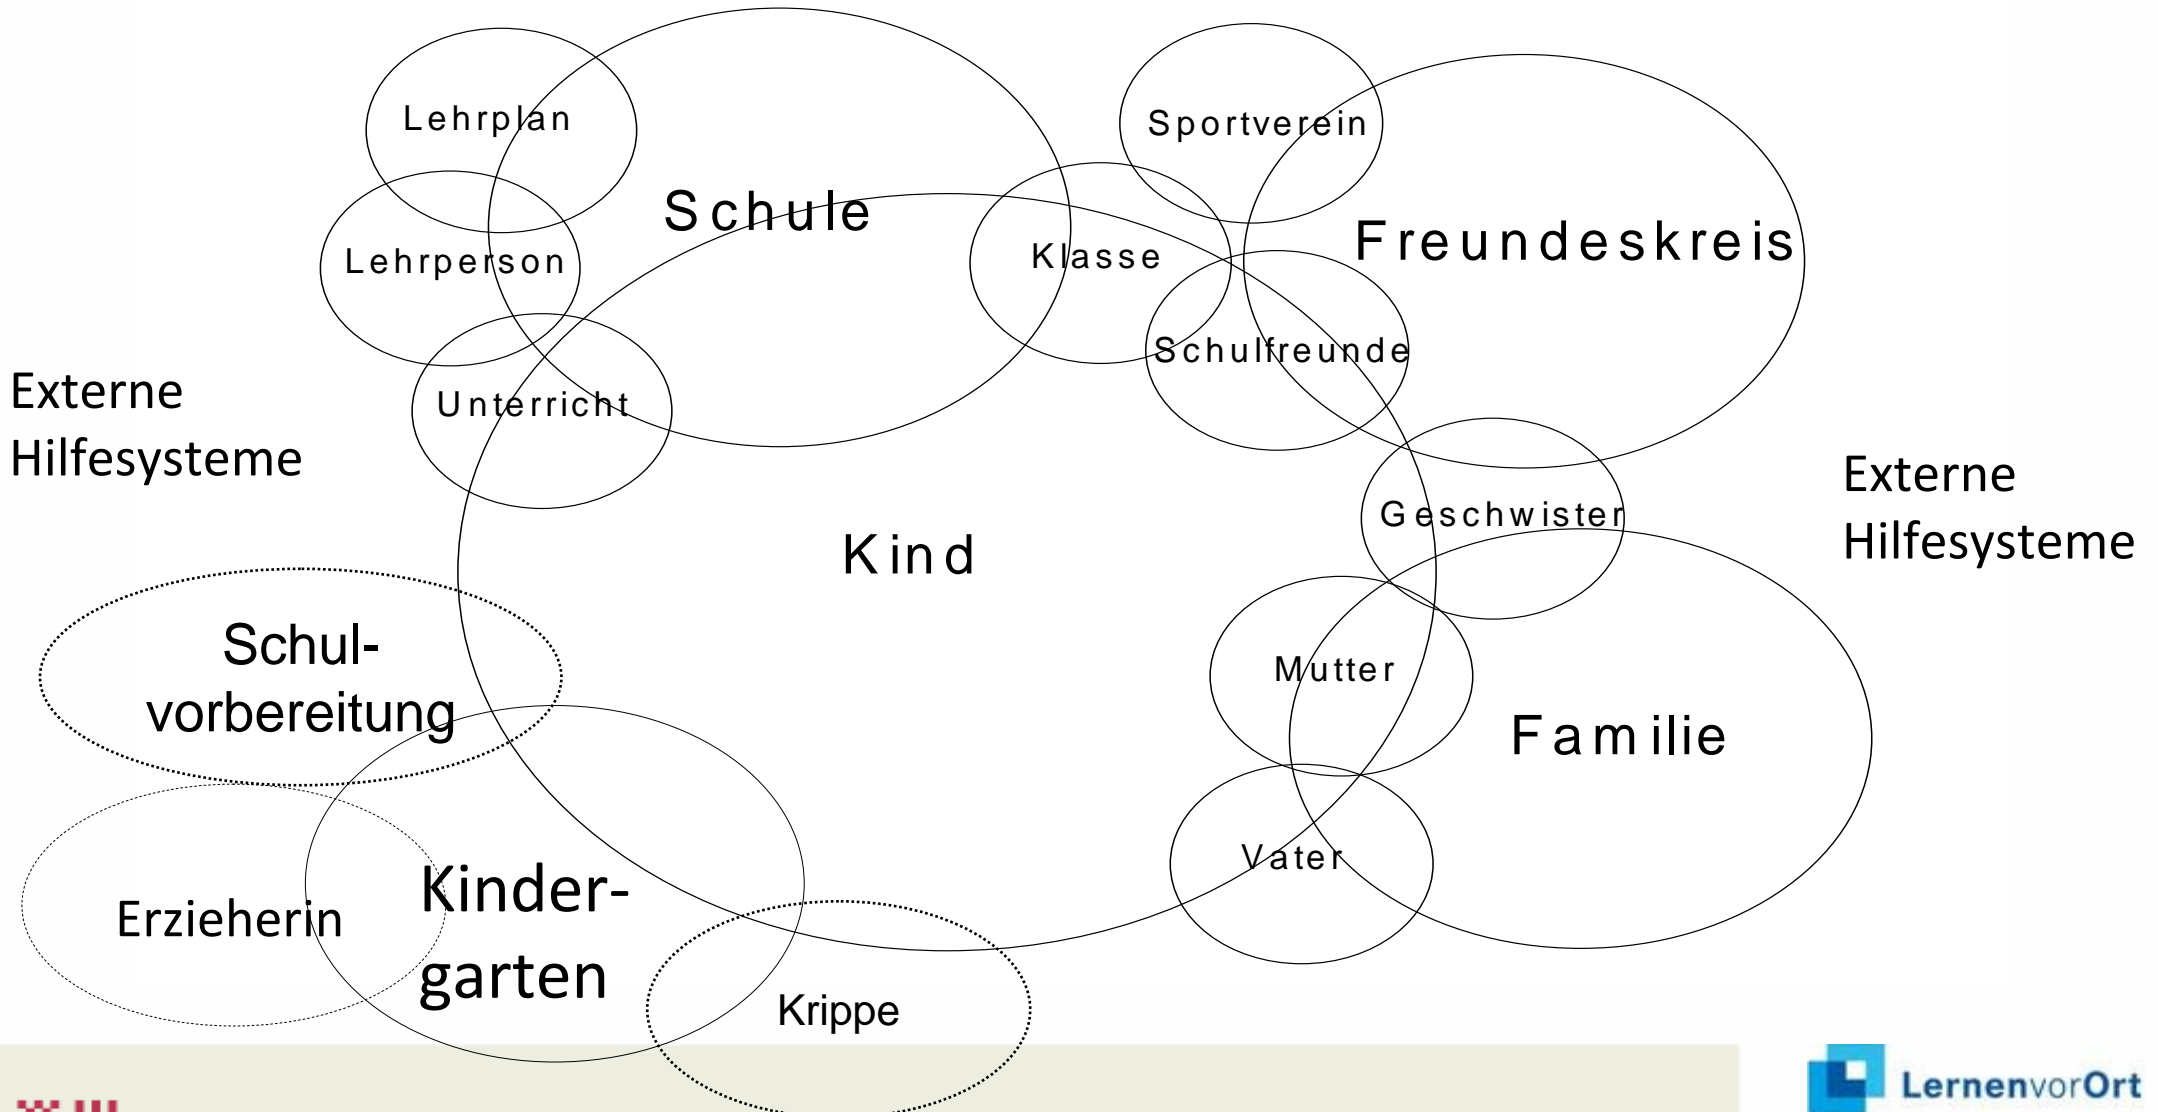 Lehrplan
Sportverein
Schule
Freundeskreis
Klasse
Lehrperson
Schulfreunde
Externe
Hilfesysteme
Unterricht
Externe
Hilfesysteme
Geschwister
Kind
Schul-
vorbereitung
Mutter
Familie
Vater
Kinder-
garten
Erzieherin
Krippe
LernenvorOrt